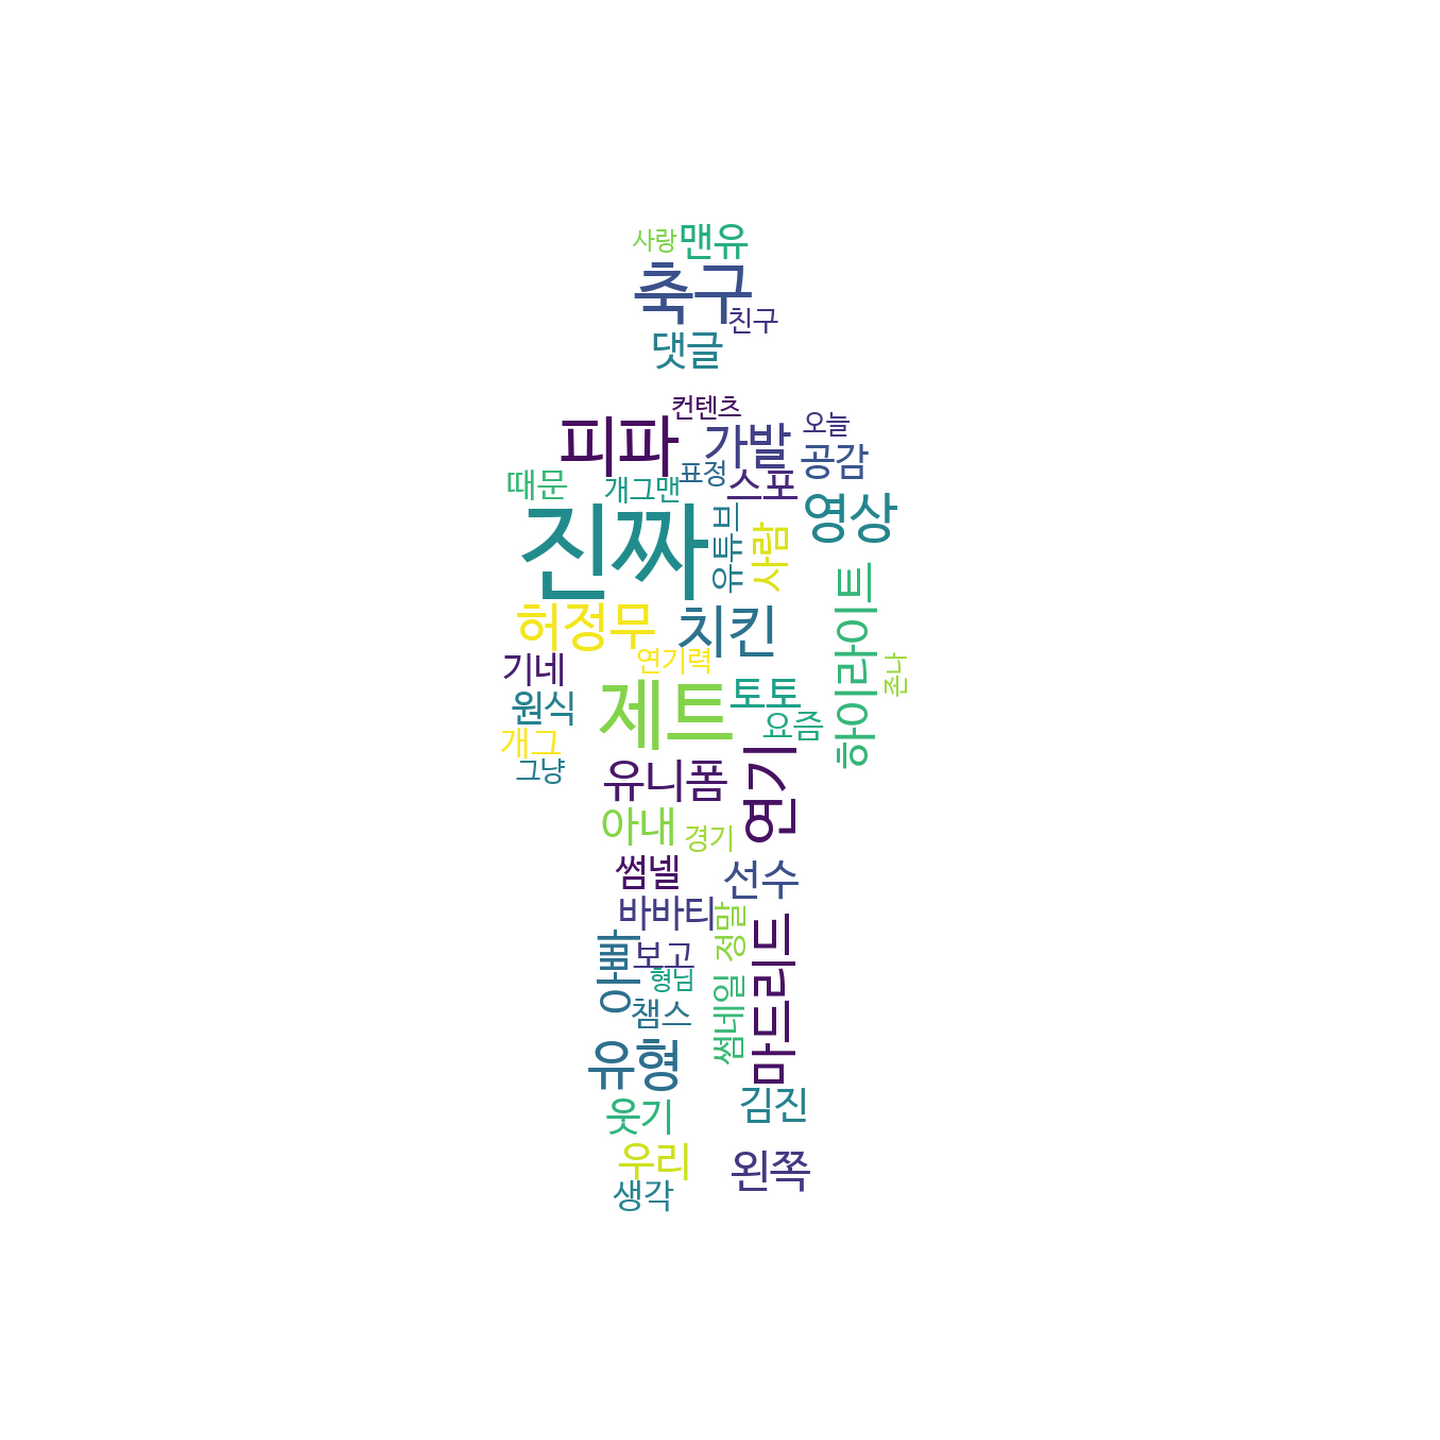 사랑 맨유
축구
친구
댓글
컨텐츠
피파
가발
오늘
공감
표정
때문
개그맨
스포
영상
진짜
유튜브
사람
하이라이트
허정무
치킨
기네
연기력
존나
원식
제트
토토
요즘
개그
그냥
유니폼
연기
아내
경기
썸넬
선수
바바티
정말
아빠
보고
마드리드
형님
챔스
썸네일
유형
김진
웃기
우리
왼쪽
생각